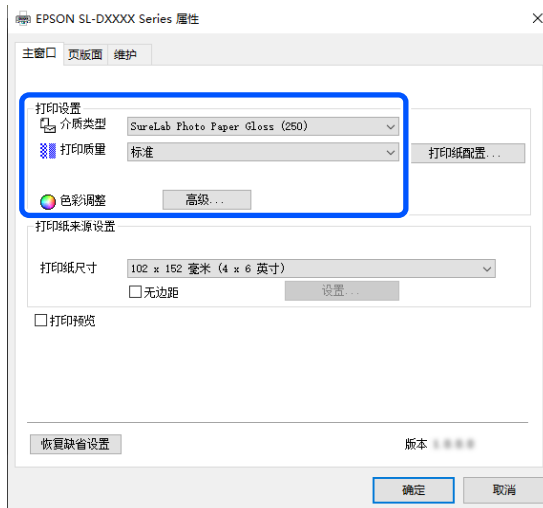 EPSON SL-DXXXX Series 属性
主窗口 页版面 维护
打印设置
介质类型 SureLab Photo Paper Gloss (250)
打印质量 标准 打印纸配置...
色彩调整 高级...
打印纸来源设置
打印纸尺寸 102 x 152 毫米 (4 x 6 英寸)
无边距 设置...
打印预览
恢复缺省设置 版本
确定 取消